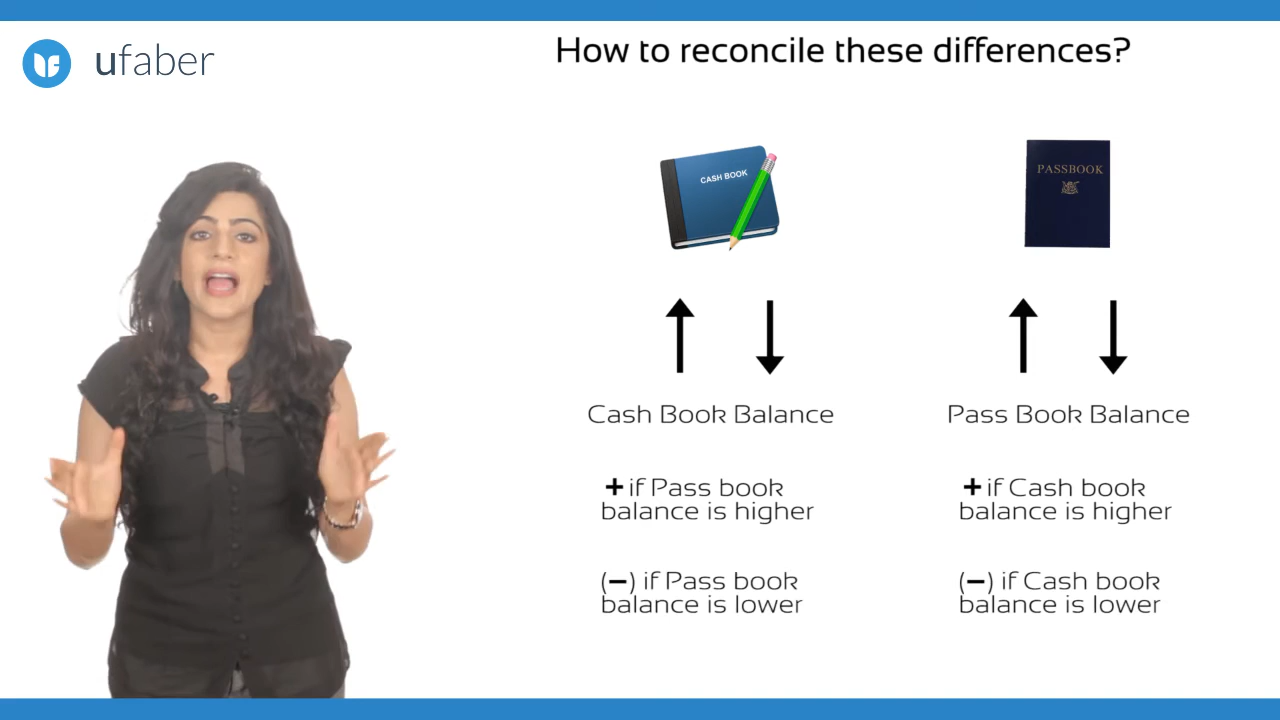 ufaber
How to reconcile these differences?
CASH BOOK
PASSBOOK
Cash Book Balance
Pass Book Balance
+ if Pass book
balance is higher
+ if Cash book
balance is higher
(−) if Pass book
balance is lower
(−) if Cash book
balance is lower